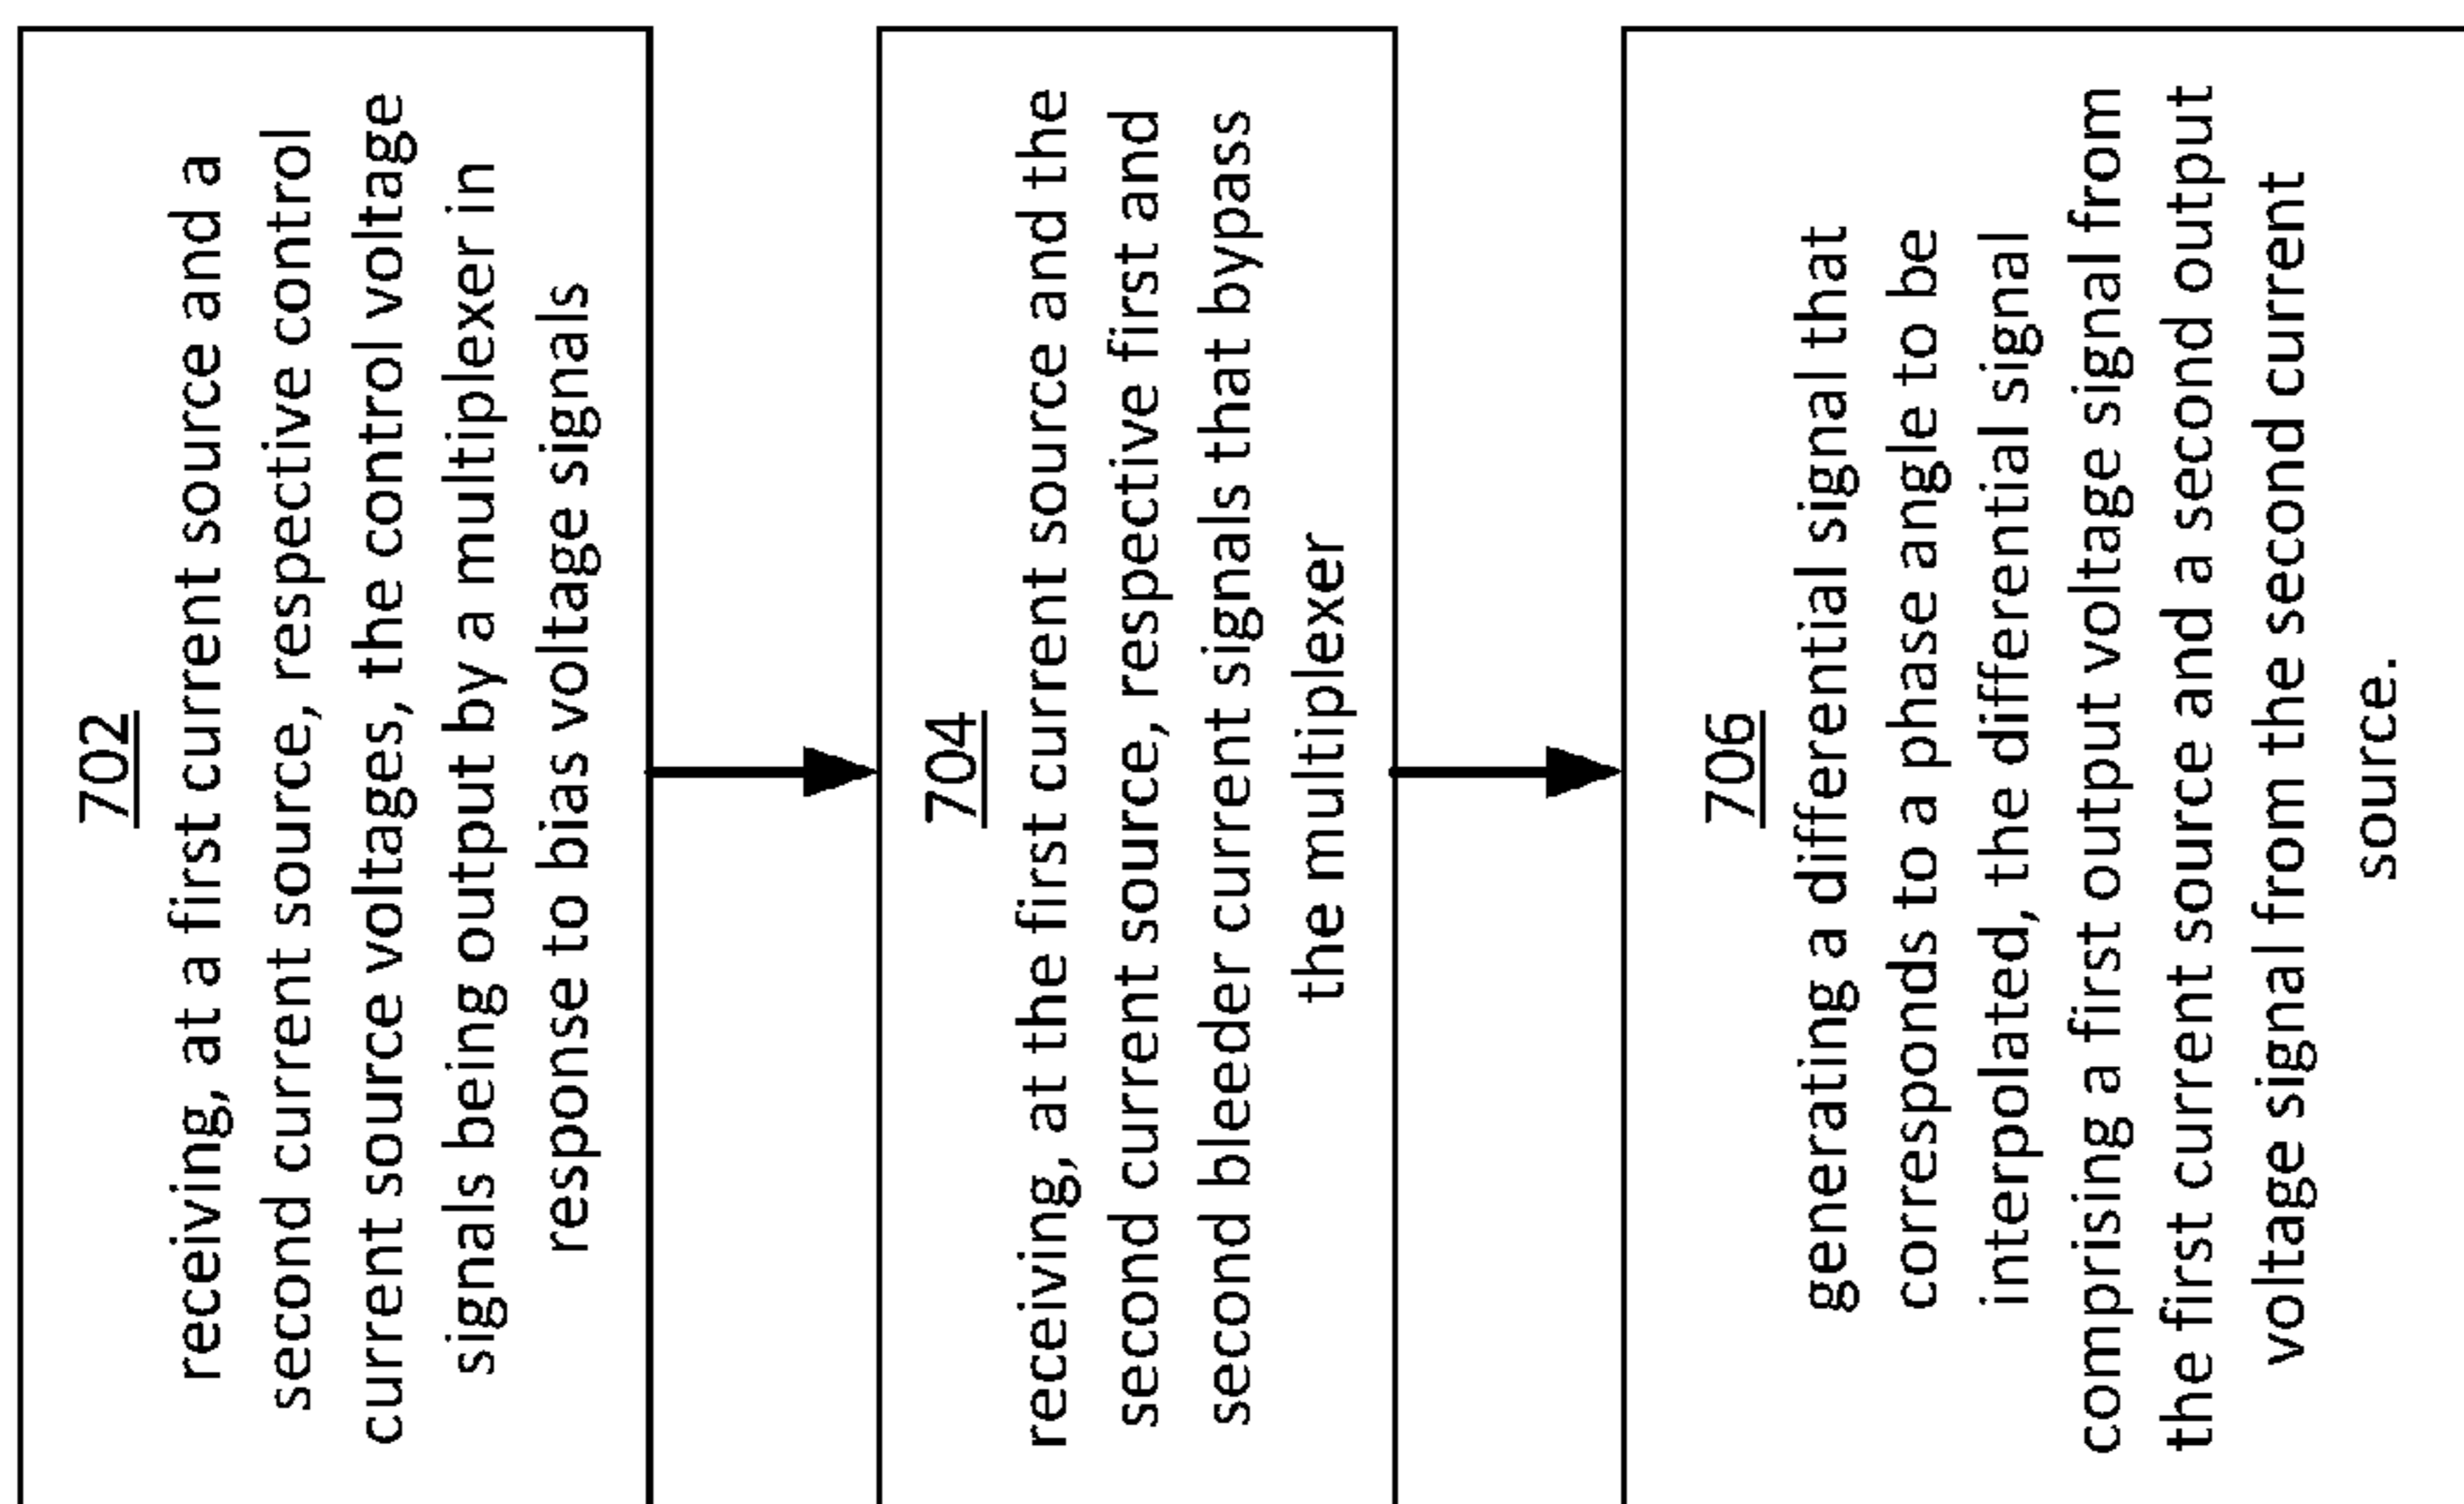 702
receiving, at a first current source and a
second current source, respective control
current source voltages, the control voltage
signals being output by a multiplexer in
response to bias voltage signals
704
receiving, at the first current source and the
second current source, respective first and
second bleeder current signals that bypass
the multiplexer
706
generating a differential signal that
corresponds to a phase angle to be
interpolated, the differential signal
comprising a first output voltage signal from
the first current source and a second output
voltage signal from the second current
source.